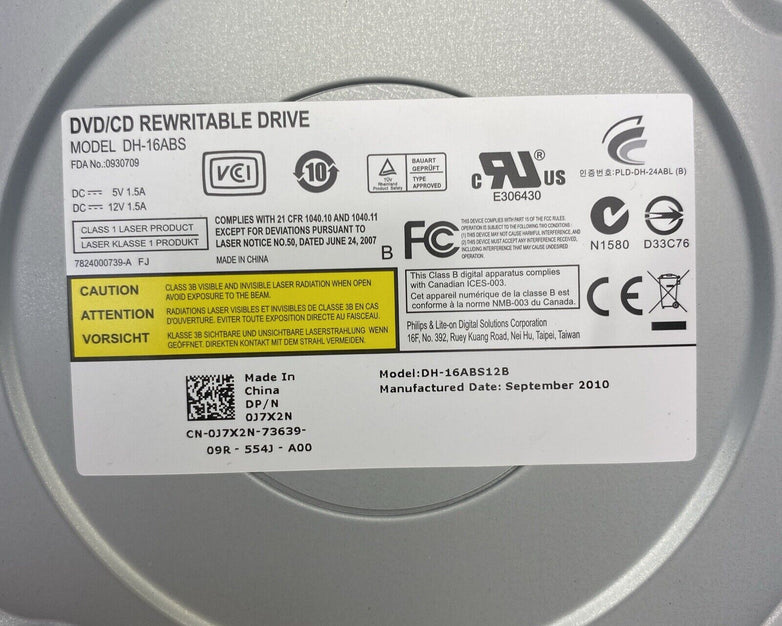 DVD/CD REWRITABLE DRIVE
MODEL DH-16ABS
FDA No.:0930709
DC 5V 1.5A
DC 12V 1.5A
CLASS 1 LASER PRODUCT
LASER KLASSE 1 PRODUKT
7824000739-A FJ
VCCI
10
COMPLIES WITH 21 CFR 1040.10 AND 1040.11
EXCEPT FOR DEVIATIONS PURSUANT TO
LASER NOTICE NO.50, DATED JUNE 24, 2007
MADE IN CHINA
B
TÜV
Rheinland
Product Safety
BAUART
GEPRÜFT
TYPE
APPROVED
c RU ® US
E306430
인증번호:PLD-DH-24ABL (B)
FC
THIS DEVICE COMPLIES WITH PART 15 OF THE FCC RULES.
OPERATION IS SUBJECT TO THE FOLLOWING TWO CONDITIONS :
(1) THIS DEVICE MAY NOT CAUSE HARMFUL INTERFERENCE, AND
(2) THIS DEVICE MUST ACCEPT ANY INTERFERENCE RECEIVED,
INCLUDING INTERFERENCE THAT MAY CAUSE UNDESIRED
OPERATION.
N1580
D33C76
This Class B digital apparatus complies
with Canadian ICES-003.
Cet appareil numérique de la classe B est
conforme à la norme NMB-003 du Canada.
CE
Philips & Lite-on Digital Solutions Corporation
16F, No. 392, Ruey Kuang Road, Nei Hu, Taipei, Taiwan
CAUTION CLASS 3B VISIBLE AND INVISIBLE LASER RADIATION WHEN OPEN
AVOID EXPOSURE TO THE BEAM.
ATTENTION RADIATIONS LASER VISIBLES ET INVISIBLES DE CLASSE 3B EN CAS
D'OUVERTURE. EVITER TOUTE EXPOSITION DIRECTE AU FAISCEAU.
VORSICHT KLASSE 3B SICHTBARE UND UNSICHTBARE LASERSTRAHLUNG WENN
GEÖFFNET. DIREKTEN KONTAKT MIT DEM STRAHL VERMEIDEN.
Made In
China
DP/N
0J7X2N
CN-0J7X2N-73639-
09R - 554J - A00
Model:DH-16ABS12B
Manufactured Date: September 2010